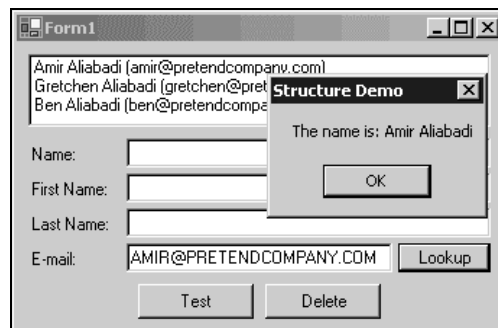 Form1
Amir Aliabadi (amir@pretendcompany.com)
Gretchen Aliabadi (gretchen@pret
Ben Aliabadi (ben@pretendcompa
Structure Demo
The name is: Amir Aliabadi
OK
Name:
First Name:
Last Name:
E-mail: AMIR@PRETENDCOMPANY.COM Lookup
Test Delete